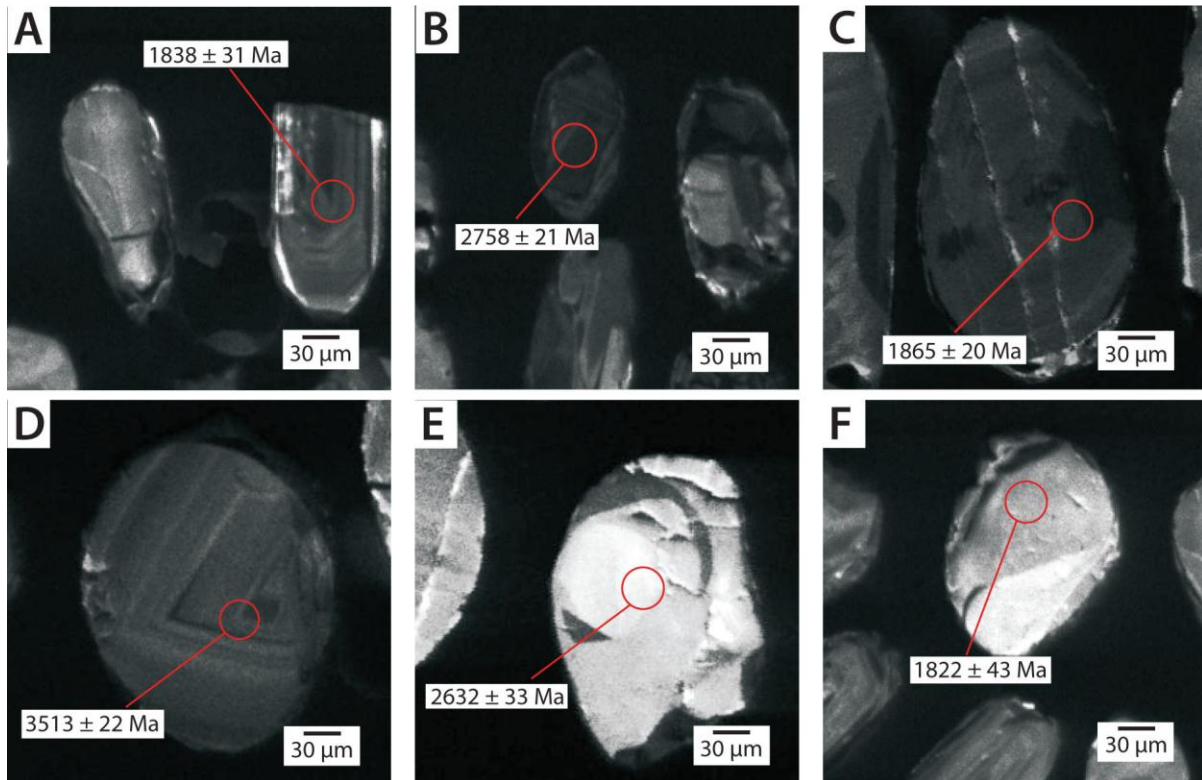 A
1838 ± 31 Ma
30 µm
B
2758 ± 21 Ma
30 µm
C
1865 ± 20 Ma
30 µm
D
3513 ± 22 Ma
30 µm
E
2632 ± 33 Ma
30 µm
F
1822 ± 43 Ma
30 µm